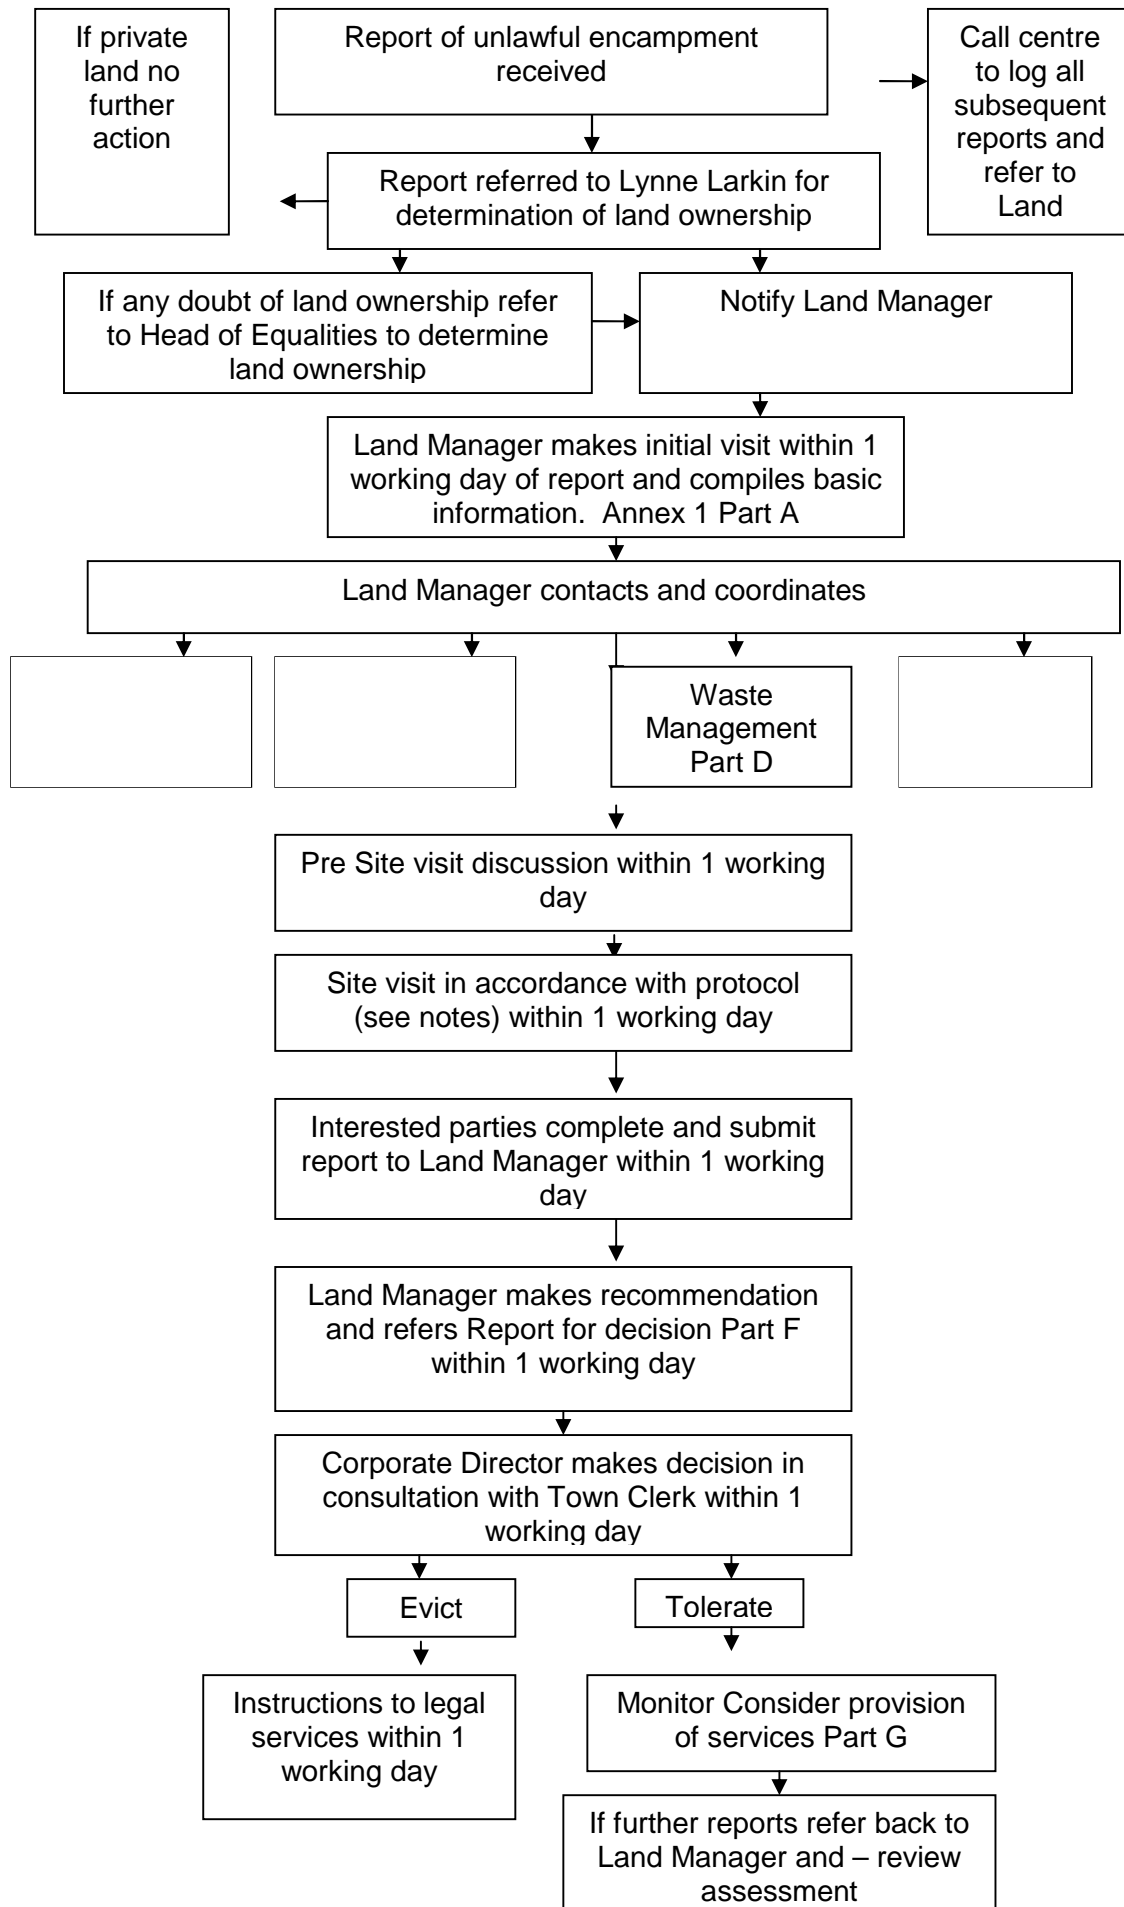 If private
land no
further
action
Report of unlawful encampment
received
Call centre
to log all
subsequent
reports and
refer to
Land
Report referred to Lynne Larkin for
determination of land ownership
If any doubt of land ownership refer
to Head of Equalities to determine
land ownership
Notify Land Manager
Land Manager makes initial visit within 1
working day of report and compiles basic
information.  Annex 1 Part A
Land Manager contacts and coordinates
Waste
Management
Part D
Pre Site visit discussion within 1 working
day
Site visit in accordance with protocol
(see notes) within 1 working day
Interested parties complete and submit
report to Land Manager within 1 working
day
Land Manager makes recommendation
and refers Report for decision Part F
within 1 working day
Corporate Director makes decision in
consultation with Town Clerk within 1
working day
Evict
Tolerate
Instructions to legal
services within 1
working day
Monitor Consider provision
of services Part G
If further reports refer back to
Land Manager and – review
assessment